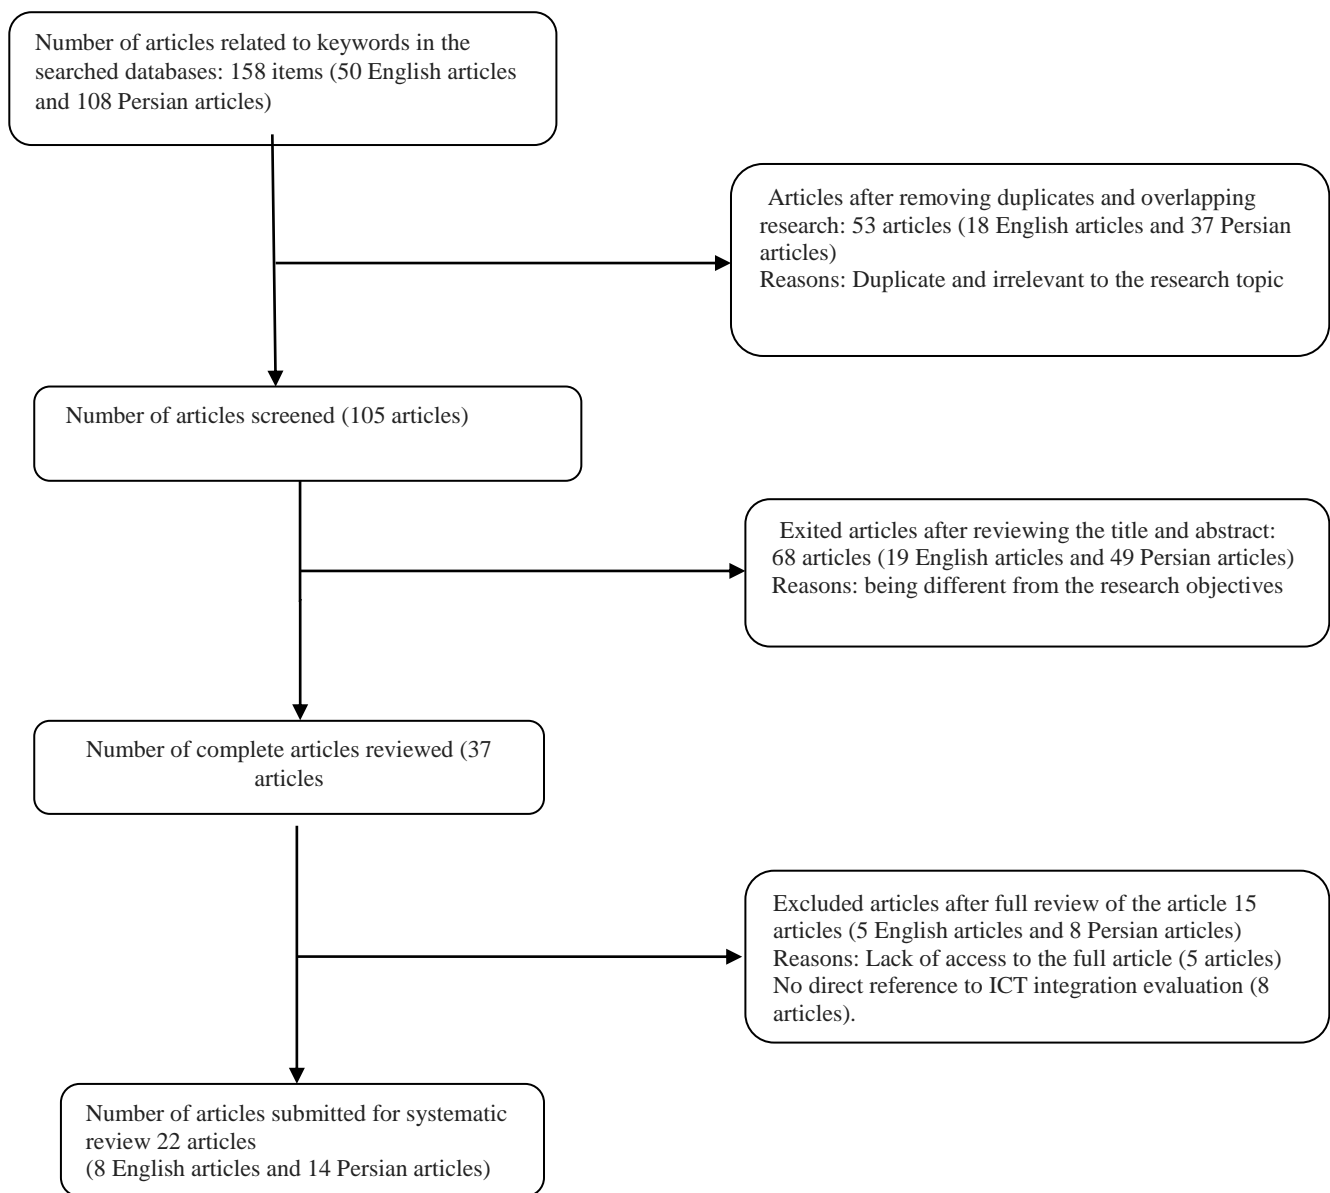 Number of articles related to keywords in the
searched databases: 158 items (50 English articles
and 108 Persian articles)
Articles after removing duplicates and overlapping
research: 53 articles (18 English articles and 37 Persian
articles)
Reasons: Duplicate and irrelevant to the research topic
Number of articles screened (105 articles)
Exited articles after reviewing the title and abstract:
68 articles (19 English articles and 49 Persian articles)
Reasons: being different from the research objectives
Number of complete articles reviewed (37
articles
Excluded articles after full review of the article 15
articles (5 English articles and 8 Persian articles)
Reasons: Lack of access to the full article (5 articles)
No direct reference to ICT integration evaluation (8
articles).
Number of articles submitted for systematic
review 22 articles
(8 English articles and 14 Persian articles)